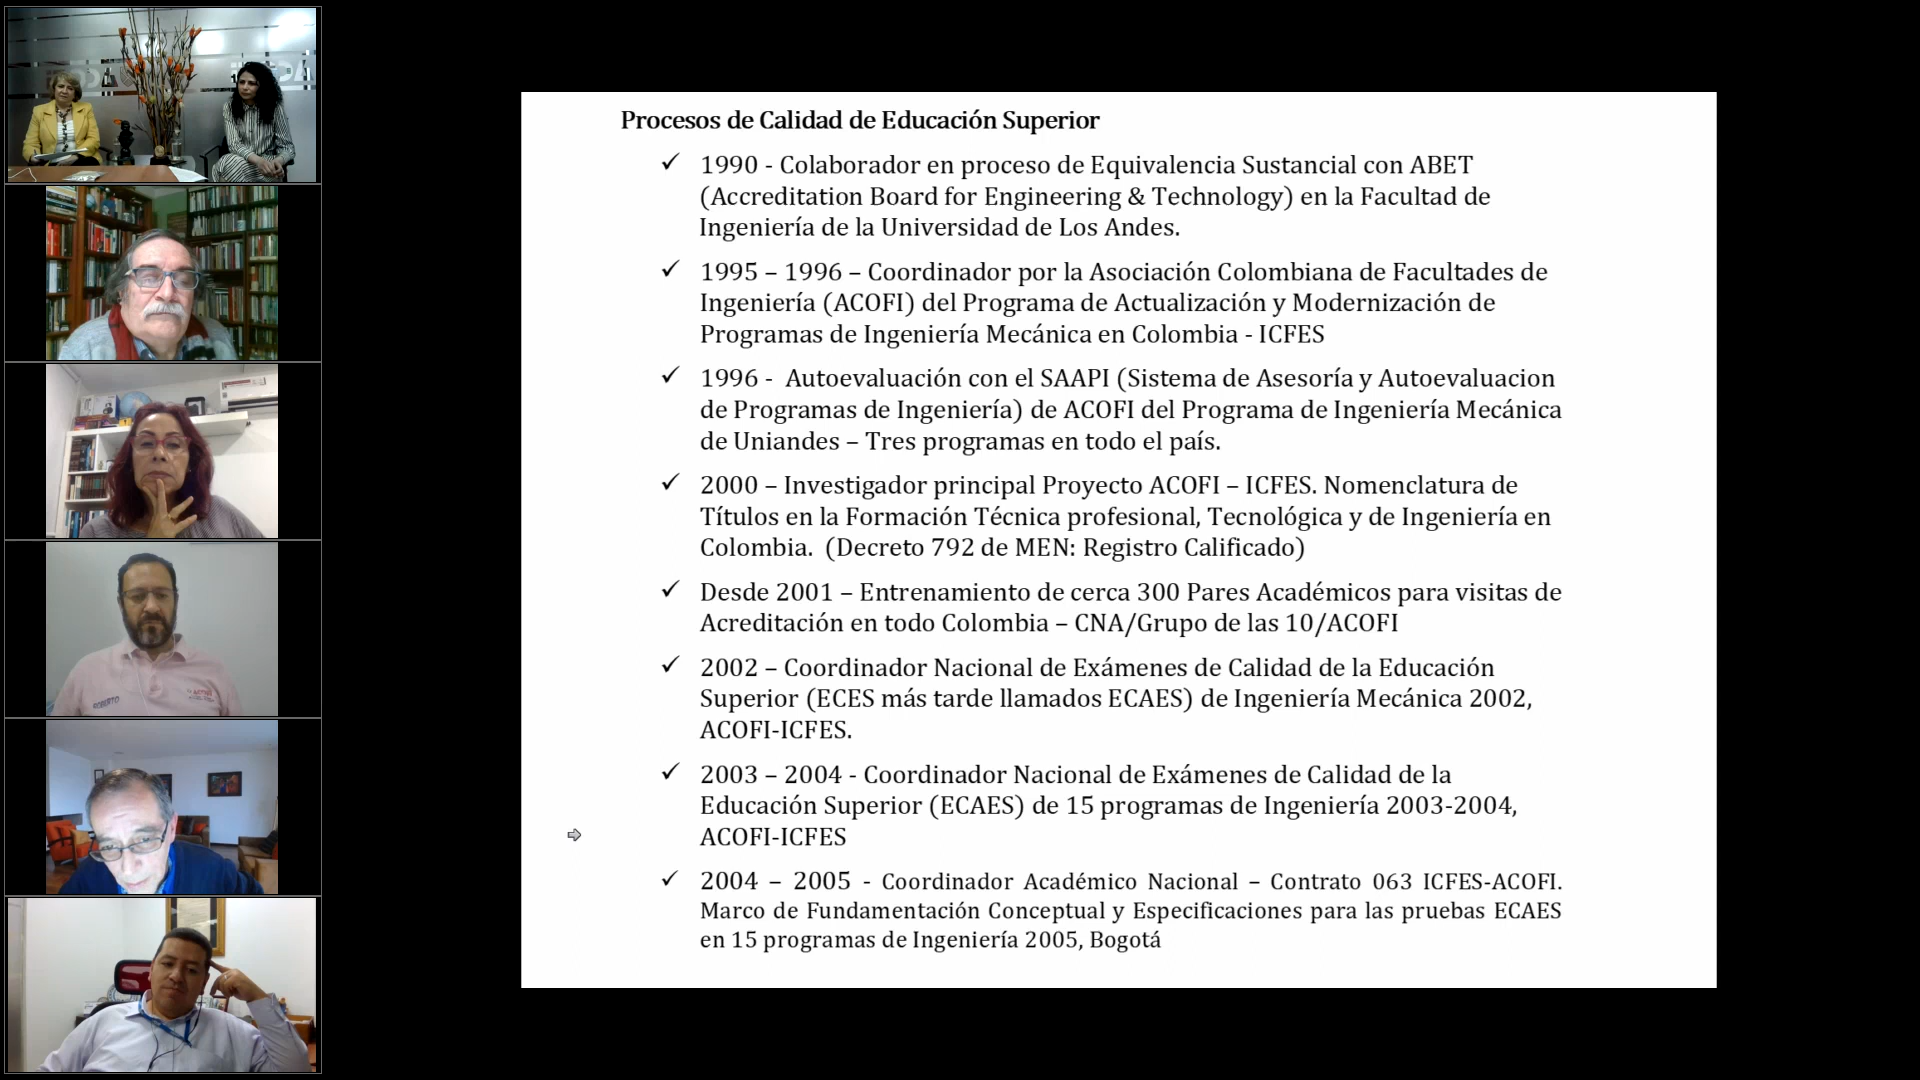 Procesos de Calidad de Educación Superior
✓ 1990 - Colaborador en proceso de Equivalencia Sustancial con ABET
(Accreditation Board for Engineering & Technology) en la Facultad de
Ingeniería de la Universidad de Los Andes.
✓ 1995 – 1996 – Coordinador por la Asociación Colombiana de Facultades de
Ingeniería (ACOFI) del Programa de Actualización y Modernización de
Programas de Ingeniería Mecánica en Colombia - ICFES
✓ 1996 -  Autoevaluación con el SAAPI (Sistema de Asesoría y Autoevaluacion
de Programas de Ingeniería) de ACOFI del Programa de Ingeniería Mecánica
de Uniandes – Tres programas en todo el país.
✓ 2000 – Investigador principal Proyecto ACOFI – ICFES. Nomenclatura de
Títulos en la Formación Técnica profesional, Tecnológica y de Ingeniería en
Colombia.  (Decreto 792 de MEN: Registro Calificado)
✓ Desde 2001 – Entrenamiento de cerca 300 Pares Académicos para visitas de
Acreditación en todo Colombia – CNA/Grupo de las 10/ACOFI
✓ 2002 – Coordinador Nacional de Exámenes de Calidad de la Educación
Superior (ECES más tarde llamados ECAES) de Ingeniería Mecánica 2002,
ACOFI-ICFES.
✓ 2003 – 2004 - Coordinador Nacional de Exámenes de Calidad de la
Educación Superior (ECAES) de 15 programas de Ingeniería 2003-2004,
ACOFI-ICFES
✓ 2004 – 2005 - Coordinador Académico Nacional – Contrato 063 ICFES-ACOFI.
Marco de Fundamentación Conceptual y Especificaciones para las pruebas ECAES
en 15 programas de Ingeniería 2005, Bogotá
ROBERTO